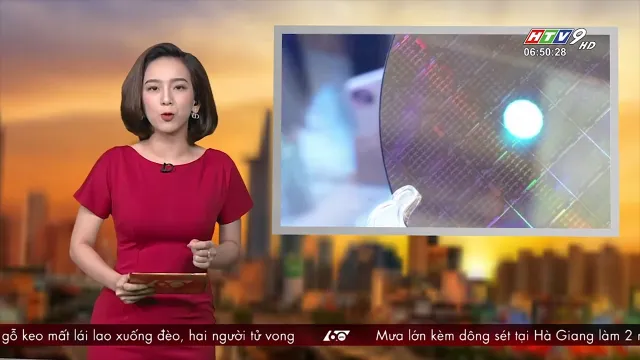 HTV9
HD
06:50:28
gỗ keo mất lái lao xuống đèo, hai người tử vong
60
Mưa lớn kèm dông sét tại Hà Giang làm 2